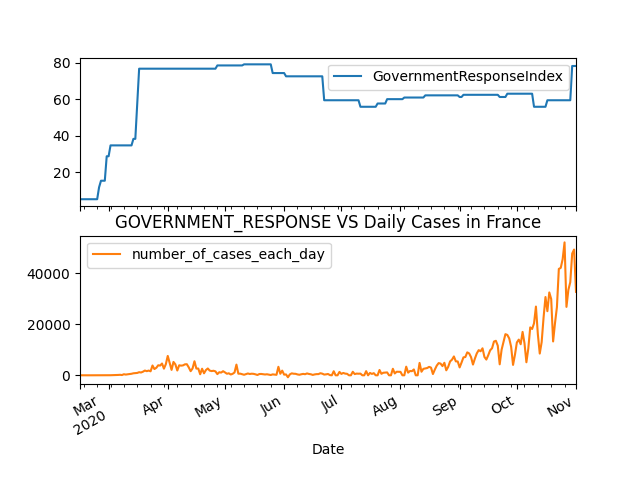 80
60
40
20
GovernmentResponseIndex
GOVERNMENT_RESPONSE VS Daily Cases in France
40000
20000
0
number_of_cases_each_day
Mar
2020
Apr
May
Jun
Jul
Aug
Sep
Oct
Nov
Date